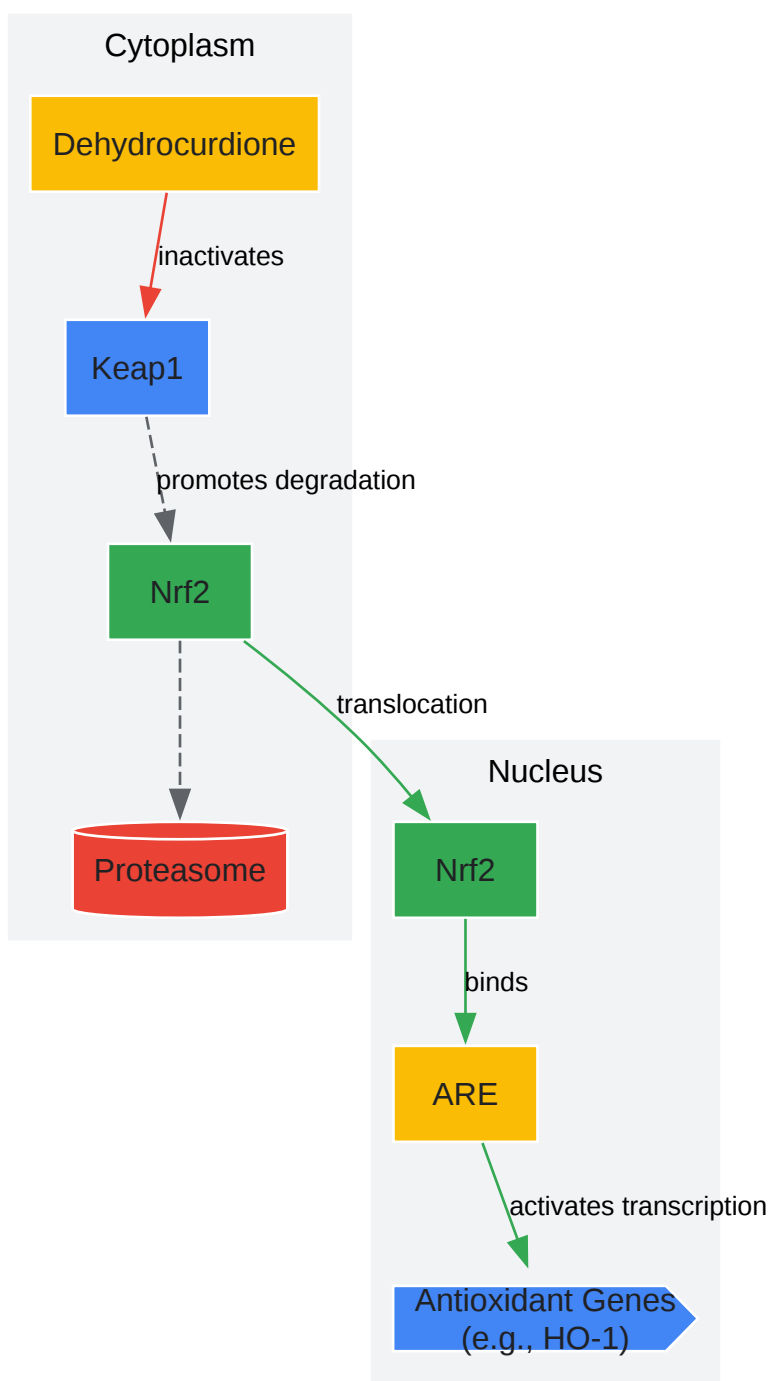 Cytoplasm
Dehydrocurdione
inactivates
Keap1
promotes degradation
Nrf2
translocation
Nucleus
Proteasome
Nrf2
binds
ARE
activates transcription
Antioxidant Genes
(e.g., HO-1)